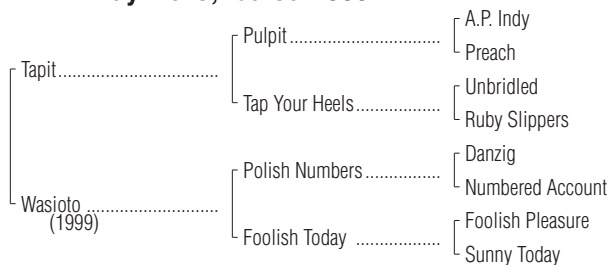 A.P. Indy
Pulpit
Preach
Tapit
Unbridled
Tap Your Heels
Ruby Slippers
Danzig
Polish Numbers
Numbered Account
Wasioto
(1999)
Foolish Pleasure
Foolish Today
Sunny Today